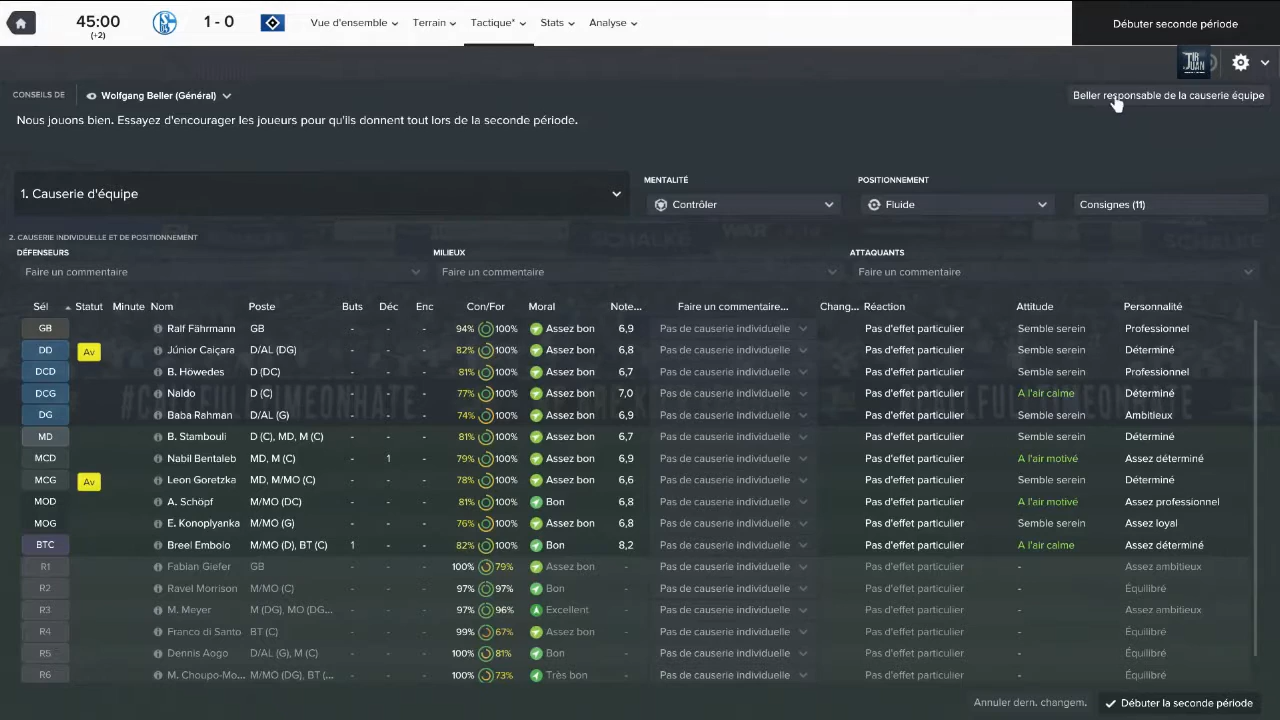 45:00 1 - 0 Vue d'ensemble Terrain Tactique* Stats Analyse Débuter seconde période
(+2)
CONSEILS DE Wolfgang Beller (Général) Beller responsable de la causerie équipe
Nous jouons bien. Essayez d'encourager les joueurs pour qu'ils donnent tout lors de la seconde période.
MENTALITÉ POSITIONNEMENT
1. Causerie d'équipe Contrôler Fluide Consignes (11)
2. CAUSERIE INDIVIDUELLE ET DE POSITIONNEMENT
DÉFENSEURS MILIEUX ATTAQUANTS
Faire un commentaire Faire un commentaire Faire un commentaire
Sél Statut Minute Nom Poste Buts Déc Enc Con/For Moral Note... Faire un commentaire... Chang... Réaction Attitude Personnalité
GB Ralf Fährmann GB - - - 94% 100% Assez bon 6,9 Pas de causerie individuelle Pas d'effet particulier Semble serein Professionnel
DD Av Júnior Caiçara D/AL (DG) - - - 82% 100% Assez bon 6,8 Pas de causerie individuelle Pas d'effet particulier Semble serein Déterminé
DCD B. Höwedes D (DC) - - - 81% 100% Assez bon 6,7 Pas de causerie individuelle Pas d'effet particulier Semble serein Professionnel
DCG Naldo D (C) - - - 77% 100% Assez bon 7,0 Pas de causerie individuelle Pas d'effet particulier A l'air calme Déterminé
DG Baba Rahman D/AL (G) - - - 74% 100% Assez bon 6,9 Pas de causerie individuelle Pas d'effet particulier Semble serein Ambitieux
MD B. Stambouli D (C), MD, M (C) - - - 81% 100% Assez bon 6,7 Pas de causerie individuelle Pas d'effet particulier Semble serein Déterminé
MCD Nabil Bentaleb MD, M (C) - 1 - 79% 100% Assez bon 6,9 Pas de causerie individuelle Pas d'effet particulier A l'air motivé Assez déterminé
MCG Av Leon Goretzka MD, M/MO (C) - - - 78% 100% Assez bon 6,6 Pas de causerie individuelle Pas d'effet particulier Semble serein Déterminé
MOD A. Schöpf M/MO (DC) - - - 81% 100% Bon 6,8 Pas de causerie individuelle Pas d'effet particulier A l'air motivé Assez professionnel
MOG E. Konoplyanka M/MO (G) - - - 76% 100% Assez bon 6,8 Pas de causerie individuelle Pas d'effet particulier Semble serein Assez loyal
BTC Breel Embolo M/MO (D), BT (C) 1 - - 82% 100% Bon 8,2 Pas de causerie individuelle Pas d'effet particulier A l'air calme Assez déterminé
R1 Fabian Giefer GB - - - 100% 79% Assez bon - Pas de causerie individuelle Pas d'effet particulier - Assez ambitieux
R2 Ravel Morrison M/MO (C) - - - 97% 97% Bon - Pas de causerie individuelle Pas d'effet particulier - Équilibré
R3 M. Meyer M (DG), MO (DG... - - - 97% 96% Excellent - Pas de causerie individuelle Pas d'effet particulier - Assez ambitieux
R4 Franco di Santo BT (C) - - - 99% 67% Assez bon - Pas de causerie individuelle Pas d'effet particulier - Équilibré
R5 Dennis Aogo D/AL (G), M (C) - - - 100% 81% Bon - Pas de causerie individuelle Pas d'effet particulier - Équilibré
R6 M. Choupo-Mo... M/MO (DG), BT (... - - - 100% 73% Très bon - Pas de causerie individuelle Pas d'effet particulier - Équilibré
Annuler dern. changem. Débuter la seconde période